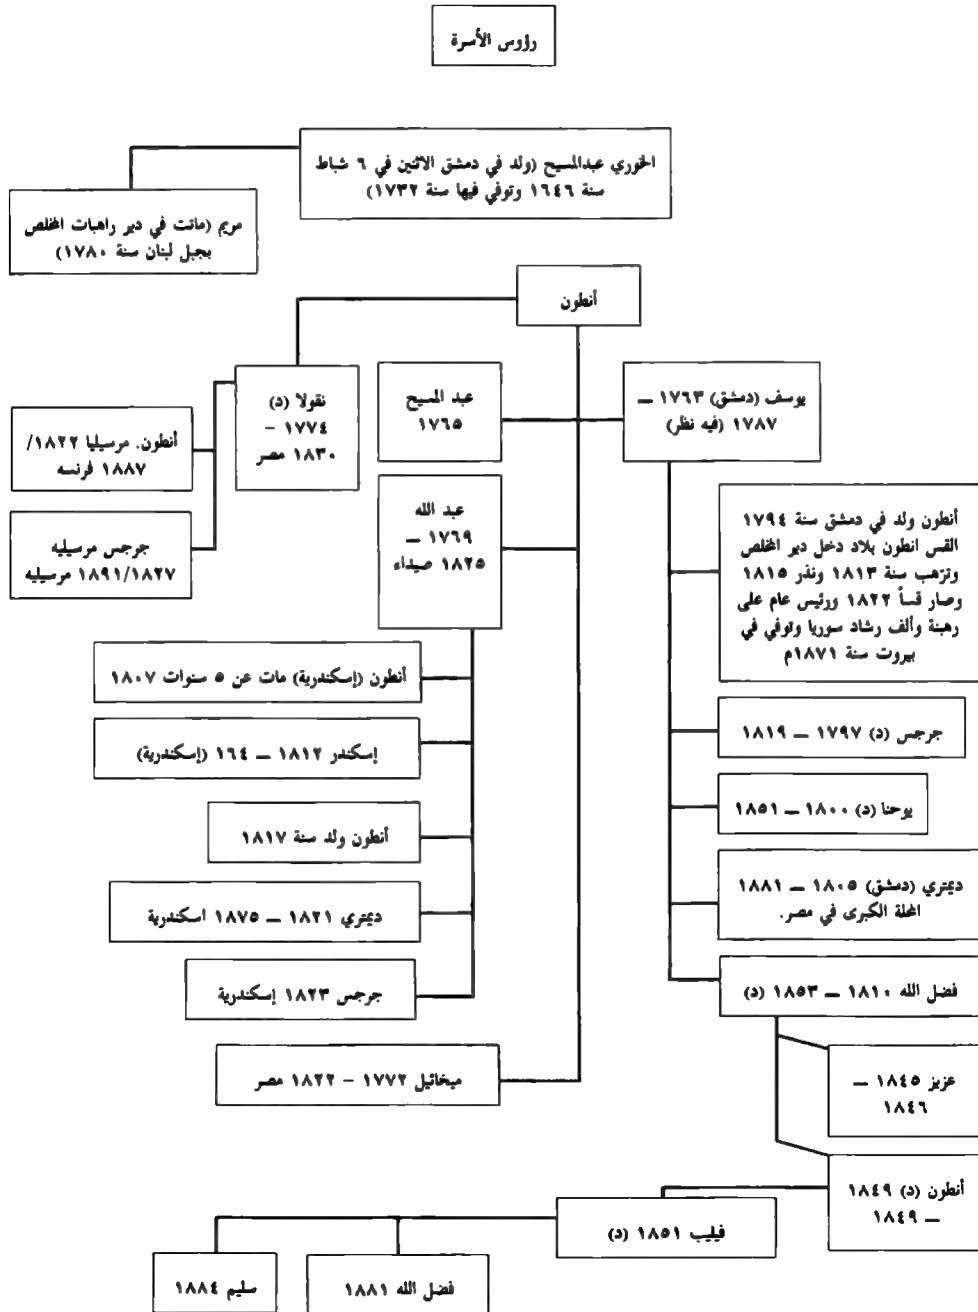 رؤوس الأسرة
الخوري عبدالمسيح (ولد في دمشق الاثنين في ٦ شباط
سنة ١٦٤٦ وتوفي فيها سنة ١٧٣٢)
مريم (ماتت في دير راهبات المخلص
بجبل لبنان سنة ١٧٨٠)
أنطون
يوسف (دمشق) ١٧٦٣ –
١٧٨٧ (فيه نظر)
عبد المسيح
١٧٦٥
نقولا (د)
١٧٧٤ –
١٨٣٠ مصر
أنطون. مرسيليا ١٨٢٢/
١٨٨٧ فرنسه
جرجس مرسيليه
١٨٩١/١٨٢٧ مرسيليه
عبد الله
١٧٦٩ –
١٨٢٥ صيداء
أنطون ولد في دمشق سنة ١٧٩٤
القس انطون بلاد دخل دير المخلص
وترهب سنة ١٨١٣ ونذر ١٨١٥
وصار قساً ١٨٢٢ ورئيس عام على
رهبنة وألف رشاد سوريا وتوفي في
بيروت سنة ١٨٧١م
أنطون (إسكندرية) مات عن ٥ سنوات ١٨٠٧
جرجس (د) ١٧٩٧ – ١٨١٩
إسكندر ١٨١٢ – ١٦٤ (إسكندرية)
يوحنا (د) ١٨٠٠ – ١٨٥١
أنطون ولد سنة ١٨١٧
ديمتري (دمشق) ١٨٠٥ – ١٨٨١
المحلة الكبرى في مصر.
ديمتري ١٨٢١ – ١٨٧٥ اسكندرية
فضل الله ١٨١٠ – ١٨٥٣ (د)
جرجس ١٨٢٣ إسكندرية
ميخائيل ١٧٧٢ – ١٨٢٢ مصر
عزيز ١٨٤٥ –
١٨٤٦
أنطون (د) ١٨٤٩
– ١٨٤٩
فيليب ١٨٥١ (د)
فضل الله ١٨٨١
سليم ١٨٨٤